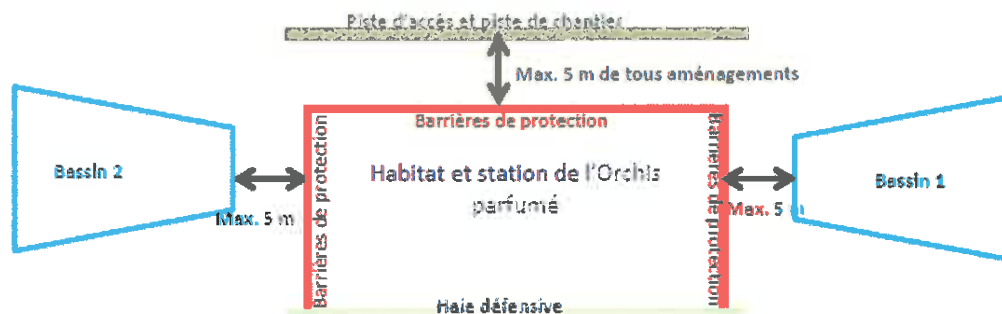 Piste d'accès et piste de chantier
Max. 5 m de tous aménagements
Barrières de protection
Barrières de protection
Habitat et station de l'Orchis
parfumé
Barrières de protection
Bassin 2
Max. 5 m
Max. 5 m
Bassin 1
Haie défensive